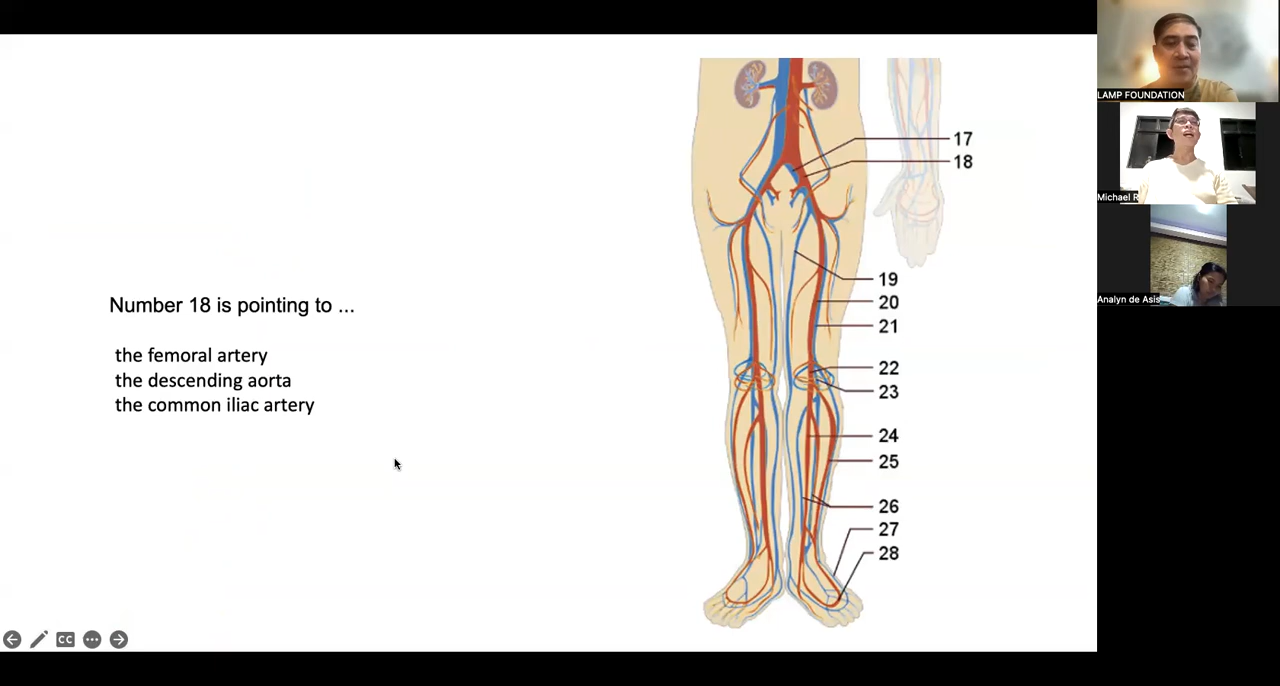 Number 18 is pointing to ...
the femoral artery
the descending aorta
the common iliac artery
17
18
19
20
21
22
23
24
25
26
27
28
LAMP FOUNDATION
Michael R
Analyn de Asis
CC